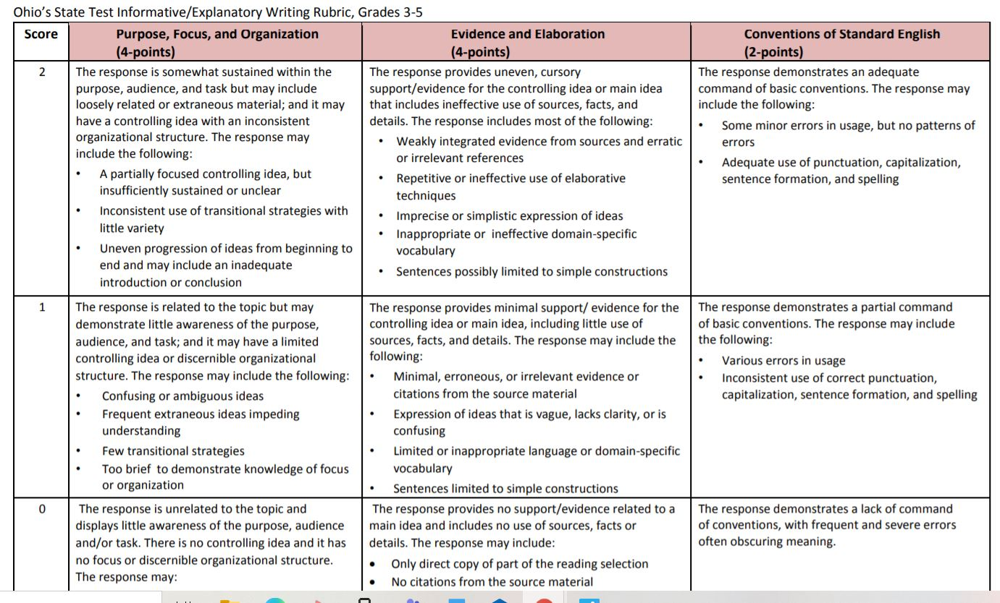 Ohio's State Test Informative/Explanatory Writing Rubric, Grades 3-5
Score
Purpose, Focus, and Organization
(4-points)
Evidence and Elaboration
(4-points)
Conventions of Standard English
(2-points)
2
The response is somewhat sustained within the
purpose, audience, and task but may include
loosely related or extraneous material; and it may
have a controlling idea with an inconsistent
organizational structure. The response may
include the following:
• A partially focused controlling idea, but
insufficiently sustained or unclear
• Inconsistent use of transitional strategies with
little variety
• Uneven progression of ideas from beginning to
end and may include an inadequate
introduction or conclusion
The response provides uneven, cursory
support/evidence for the controlling idea or main idea
that includes ineffective use of sources, facts, and
details. The response includes most of the following:
• Weakly integrated evidence from sources and erratic
or irrelevant references
• Repetitive or ineffective use of elaborative
techniques
• Imprecise or simplistic expression of ideas
• Inappropriate or ineffective domain-specific
vocabulary
• Sentences possibly limited to simple constructions
The response demonstrates an adequate
command of basic conventions. The response may
include the following:
• Some minor errors in usage, but no patterns of
errors
• Adequate use of punctuation, capitalization,
sentence formation, and spelling
1
The response is related to the topic but may
demonstrate little awareness of the purpose,
audience, and task; and it may have a limited
controlling idea or discernible organizational
structure. The response may include the following:
• Confusing or ambiguous ideas
• Frequent extraneous ideas impeding
understanding
• Few transitional strategies
• Too brief to demonstrate knowledge of focus
or organization
The response provides minimal support/ evidence for the
controlling idea or main idea, including little use of
sources, facts, and details. The response may include the
following:
• Minimal, erroneous, or irrelevant evidence or
citations from the source material
• Expression of ideas that is vague, lacks clarity, or is
confusing
• Limited or inappropriate language or domain-specific
vocabulary
• Sentences limited to simple constructions
The response demonstrates a partial command
of basic conventions. The response may include
the following:
• Various errors in usage
• Inconsistent use of correct punctuation,
capitalization, sentence formation, and spelling
0
The response is unrelated to the topic and
displays little awareness of the purpose, audience
and/or task. There is no controlling idea and it has
no focus or discernible organizational structure.
The response may:
The response provides no support/evidence related to a
main idea and includes no use of sources, facts or
details. The response may include:
• Only direct copy of part of the reading selection
• No citations from the source material
The response demonstrates a lack of command
of conventions, with frequent and severe errors
often obscuring meaning.